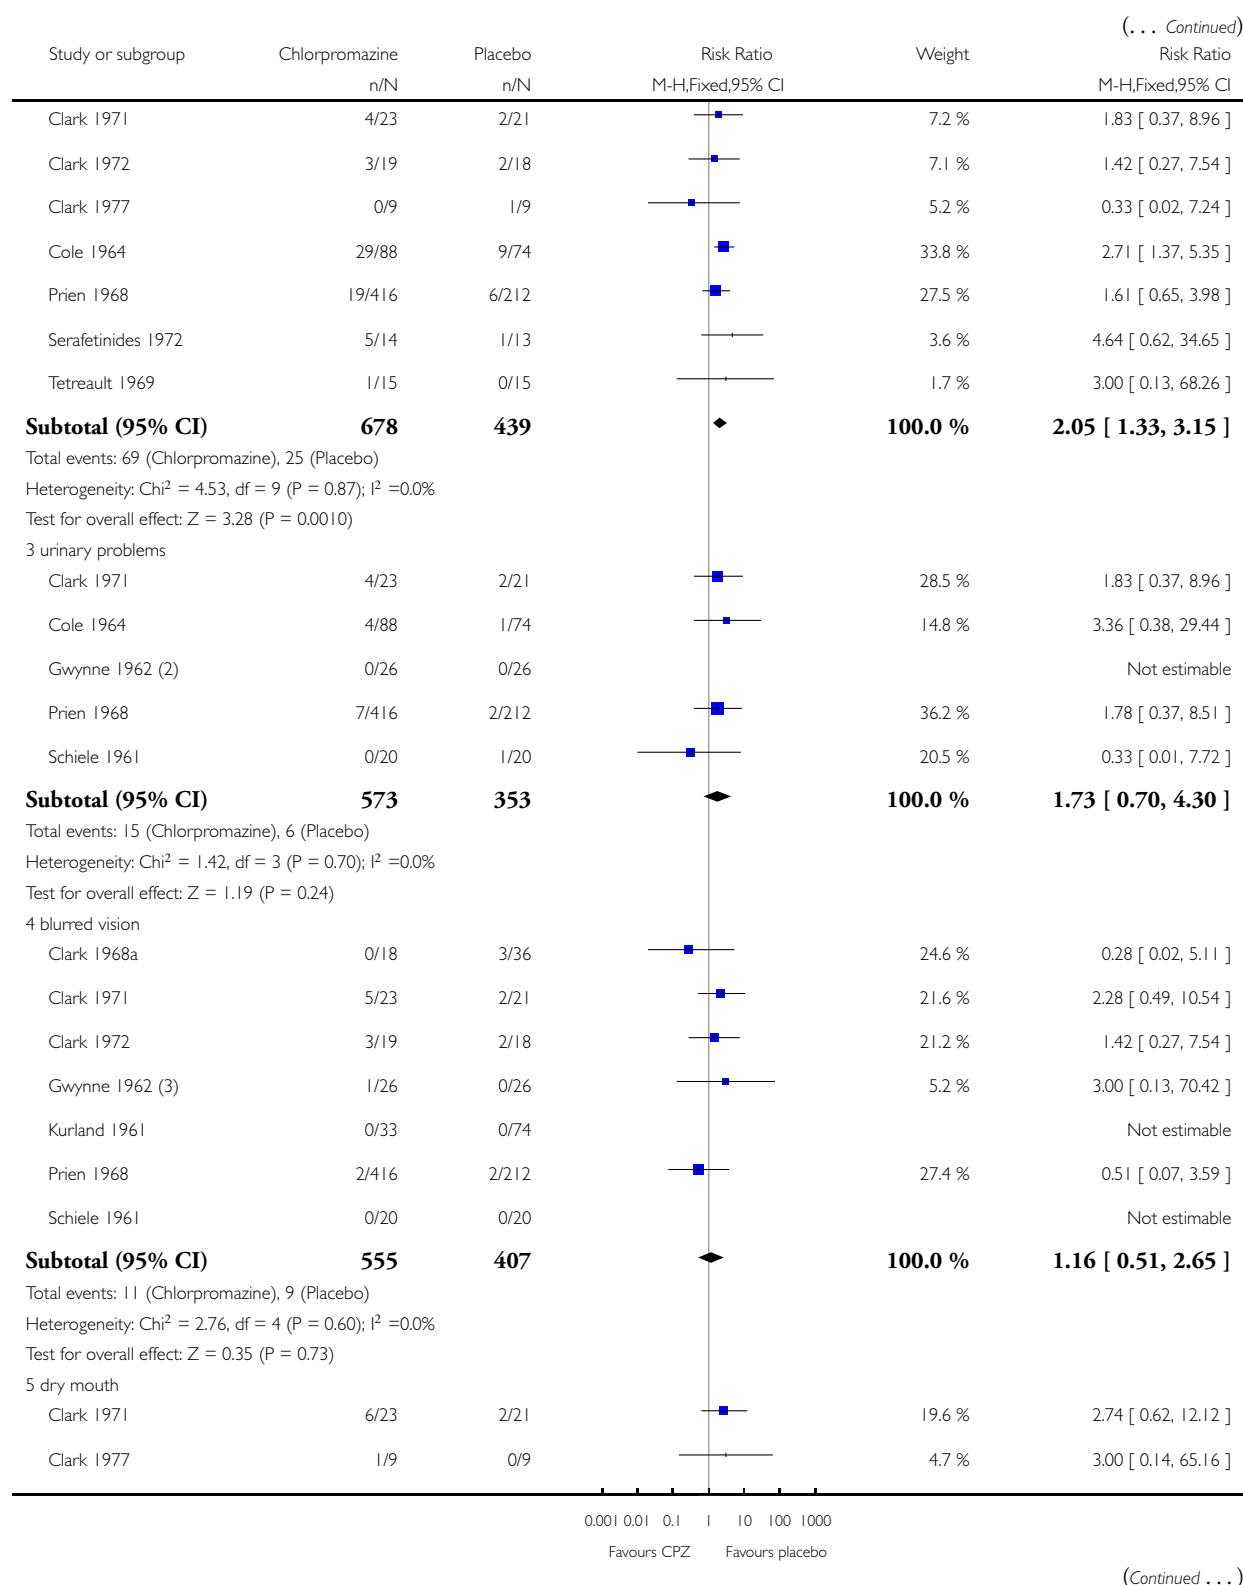 (... Continued)
Study or subgroup Chlorpromazine Placebo Risk Ratio Weight Risk Ratio
n/N n/N M-H,Fixed,95% CI M-H,Fixed,95% CI
Clark 1971 4/23 2/21 7.2 % 1.83 [ 0.37, 8.96 ]
Clark 1972 3/19 2/18 7.1 % 1.42 [ 0.27, 7.54 ]
Clark 1977 0/9 1/9 5.2 % 0.33 [ 0.02, 7.24 ]
Cole 1964 29/88 9/74 33.8 % 2.71 [ 1.37, 5.35 ]
Prien 1968 19/416 6/212 27.5 % 1.61 [ 0.65, 3.98 ]
Serafetinides 1972 5/14 1/13 3.6 % 4.64 [ 0.62, 34.65 ]
Tetreault 1969 1/15 0/15 1.7 % 3.00 [ 0.13, 68.26 ]
Subtotal (95% CI) 678 439 100.0 % 2.05 [ 1.33, 3.15 ]
Total events: 69 (Chlorpromazine), 25 (Placebo)
Heterogeneity: Chi² = 4.53, df = 9 (P = 0.87); I² =0.0%
Test for overall effect: Z = 3.28 (P = 0.0010)
3 urinary problems
Clark 1971 4/23 2/21 28.5 % 1.83 [ 0.37, 8.96 ]
Cole 1964 4/88 1/74 14.8 % 3.36 [ 0.38, 29.44 ]
Gwynne 1962 (2) 0/26 0/26 Not estimable
Prien 1968 7/416 2/212 36.2 % 1.78 [ 0.37, 8.51 ]
Schiele 1961 0/20 1/20 20.5 % 0.33 [ 0.01, 7.72 ]
Subtotal (95% CI) 573 353 100.0 % 1.73 [ 0.70, 4.30 ]
Total events: 15 (Chlorpromazine), 6 (Placebo)
Heterogeneity: Chi² = 1.42, df = 3 (P = 0.70); I² =0.0%
Test for overall effect: Z = 1.19 (P = 0.24)
4 blurred vision
Clark 1968a 0/18 3/36 24.6 % 0.28 [ 0.02, 5.11 ]
Clark 1971 5/23 2/21 21.6 % 2.28 [ 0.49, 10.54 ]
Clark 1972 3/19 2/18 21.2 % 1.42 [ 0.27, 7.54 ]
Gwynne 1962 (3) 1/26 0/26 5.2 % 3.00 [ 0.13, 70.42 ]
Kurland 1961 0/33 0/74 Not estimable
Prien 1968 2/416 2/212 27.4 % 0.51 [ 0.07, 3.59 ]
Schiele 1961 0/20 0/20 Not estimable
Subtotal (95% CI) 555 407 100.0 % 1.16 [ 0.51, 2.65 ]
Total events: 11 (Chlorpromazine), 9 (Placebo)
Heterogeneity: Chi² = 2.76, df = 4 (P = 0.60); I² =0.0%
Test for overall effect: Z = 0.35 (P = 0.73)
5 dry mouth
Clark 1971 6/23 2/21 19.6 % 2.74 [ 0.62, 12.12 ]
Clark 1977 1/9 0/9 4.7 % 3.00 [ 0.14, 65.16 ]
0.001 0.01 0.1 1 10 100 1000
Favours CPZ Favours placebo
(Continued ...)